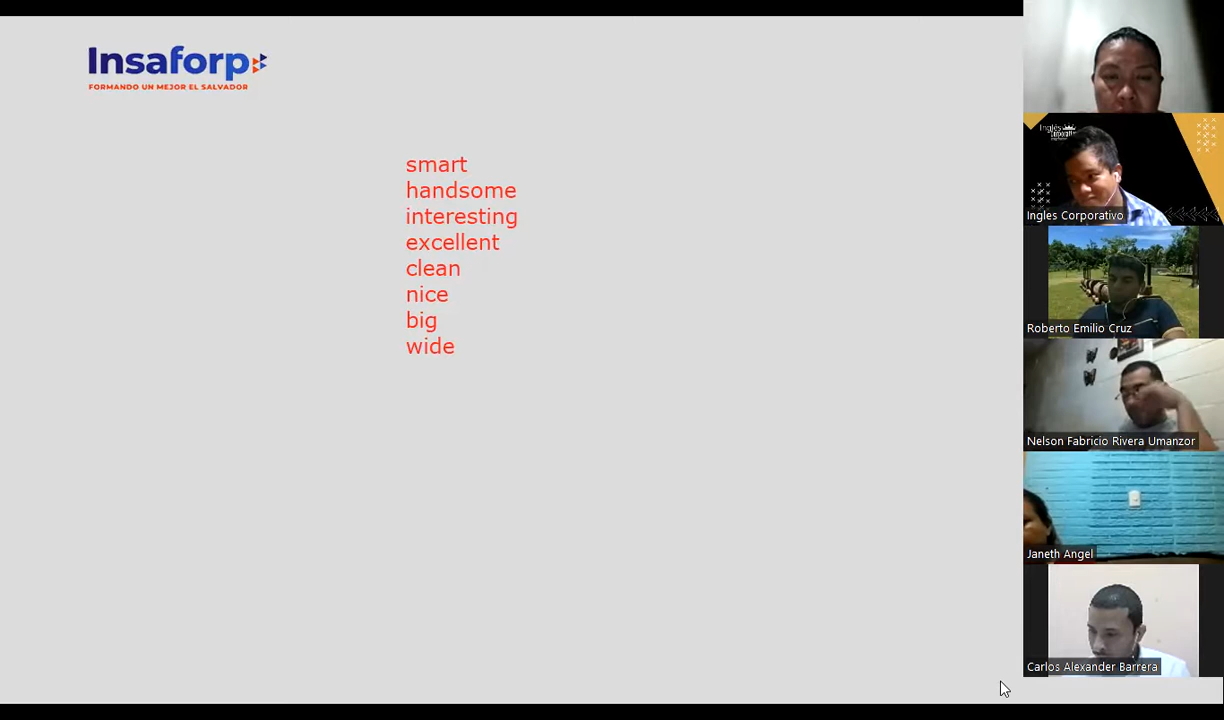 Insaforp
FORMANDO UN MEJOR EL SALVADOR
smart
handsome
interesting
excellent
clean
nice
big
wide
Inglés
Ingles Corporativo
Roberto Emilio Cruz
Nelson Fabricio Rivera Umanzor
Janeth Angel
Carlos Alexander Barrera